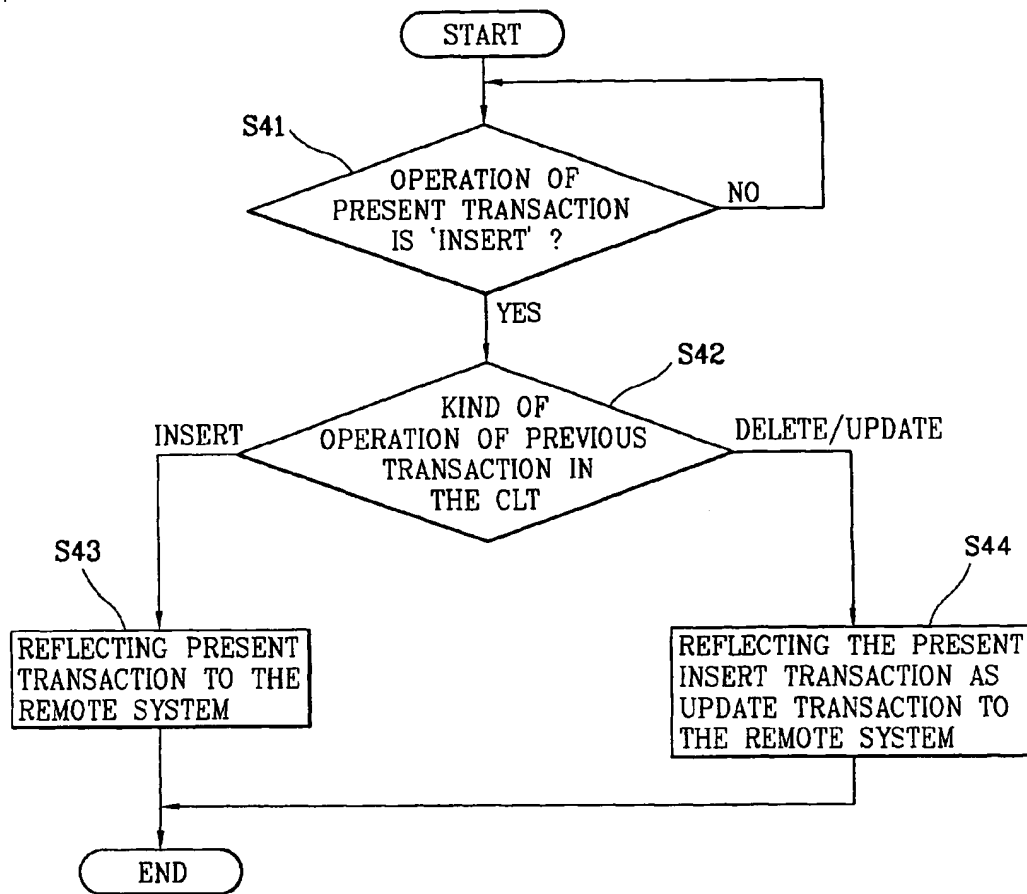 START
S41
OPERATION OF
PRESENT TRANSACTION
IS 'INSERT' ?
NO
YES
S42
KIND OF
OPERATION OF PREVIOUS
TRANSACTION IN
THE CLT
INSERT
DELETE/UPDATE
S43
REFLECTING PRESENT
TRANSACTION TO THE
REMOTE SYSTEM
S44
REFLECTING THE PRESENT
INSERT TRANSACTION AS
UPDATE TRANSACTION TO
THE REMOTE SYSTEM
END